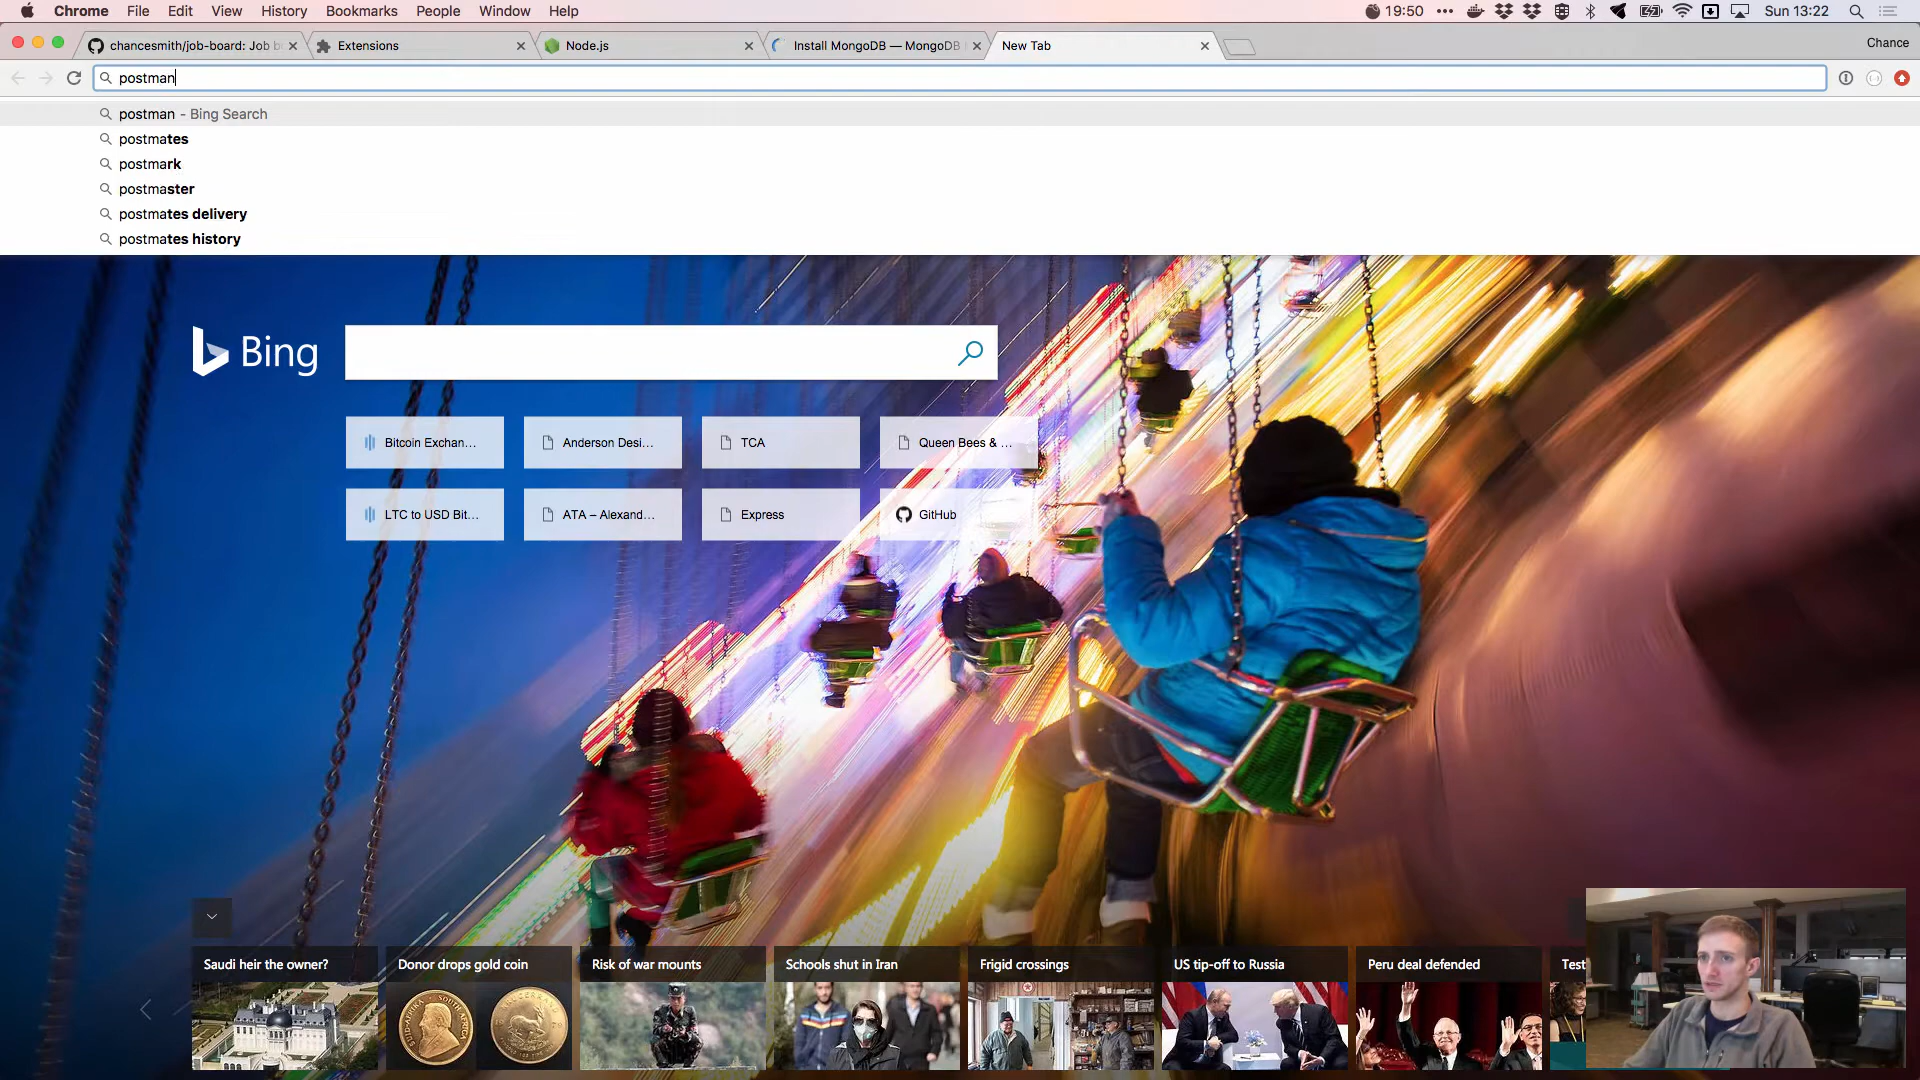 Chrome File Edit View History Bookmarks People Window Help 19:50 Sun 13:22
chancesmith/job-board: Job b Extensions Node.js Install MongoDB — MongoDB New Tab Chance
postman
postman - Bing Search
postmates
postmark
postmaster
postmates delivery
postmates history
Bing
Bitcoin Exchan... Anderson Desi... TCA Queen Bees & ...
LTC to USD Bit... ATA – Alexand... Express GitHub
Saudi heir the owner? Donor drops gold coin Risk of war mounts Schools shut in Iran Frigid crossings US tip-off to Russia Peru deal defended Test